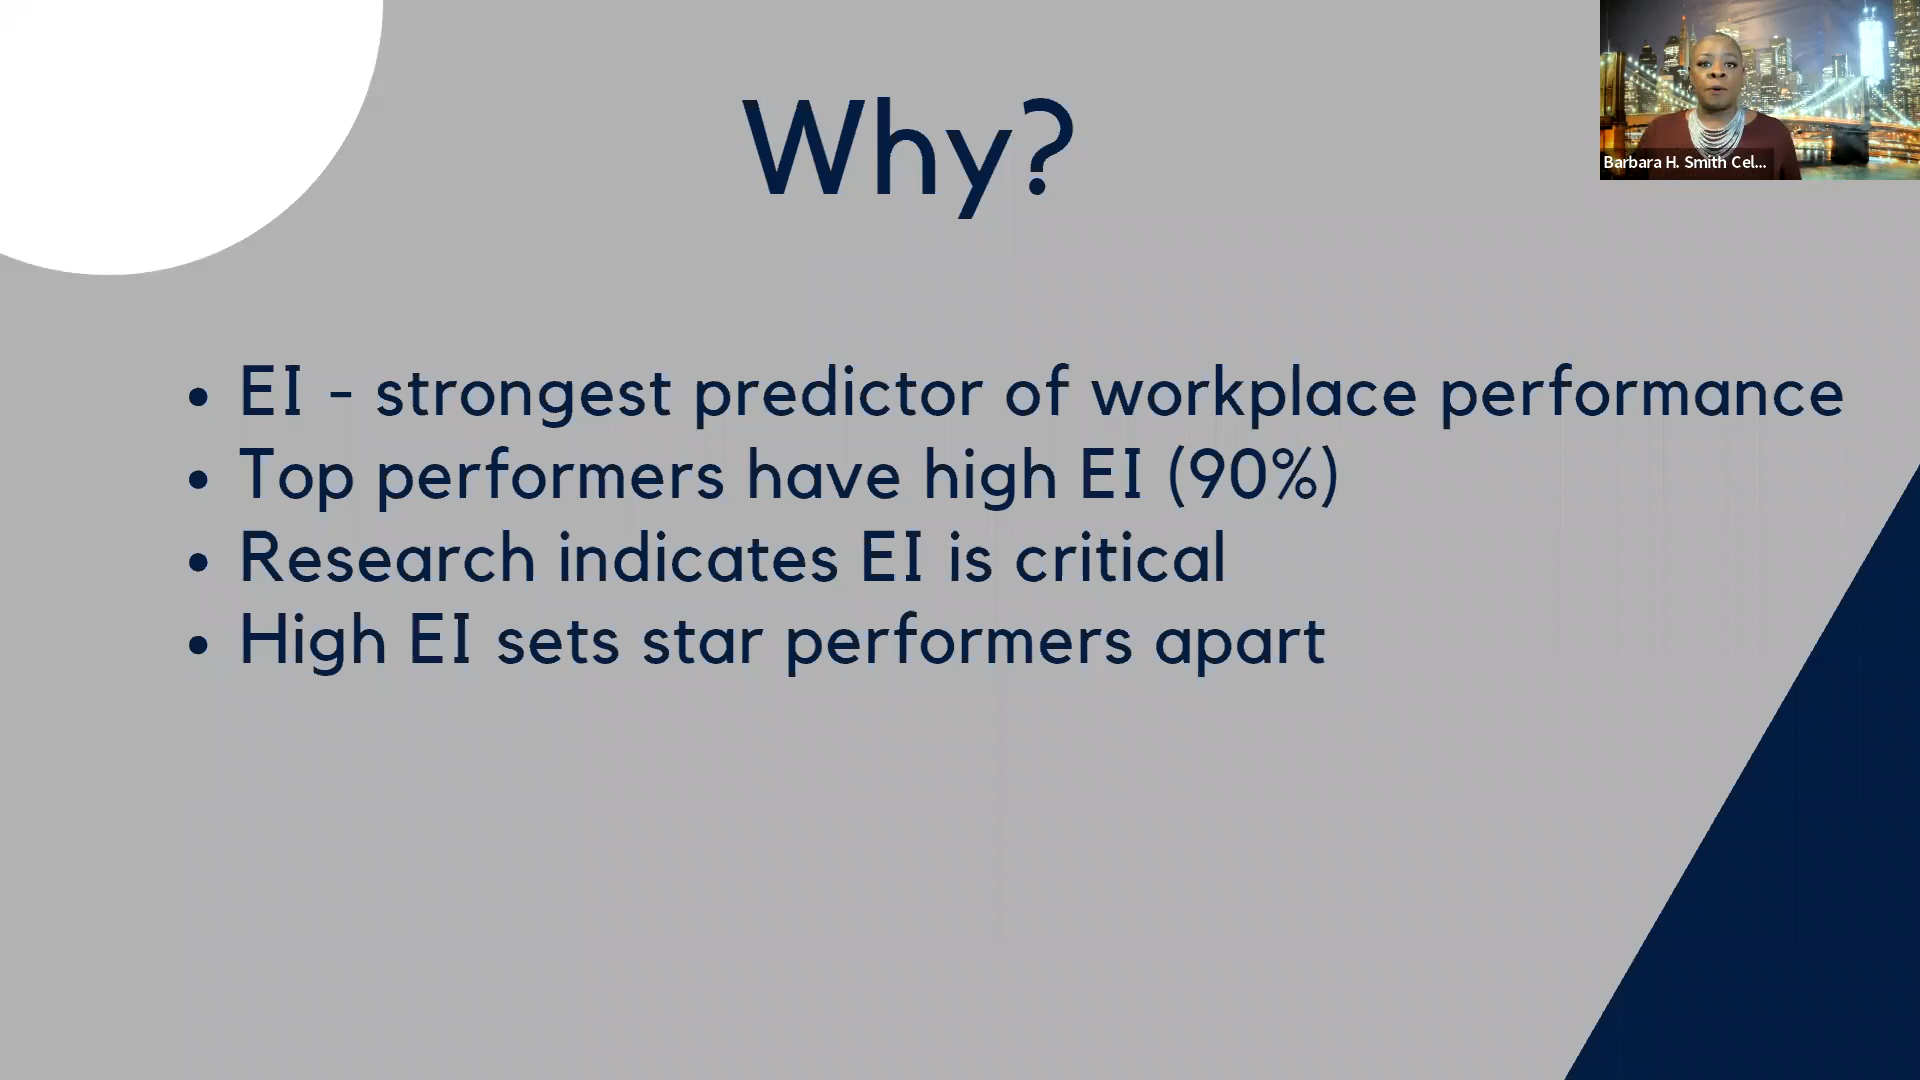 Why?
Barbara H. Smith Cel...
• EI - strongest predictor of workplace performance
• Top performers have high EI (90%)
• Research indicates EI is critical
• High EI sets star performers apart